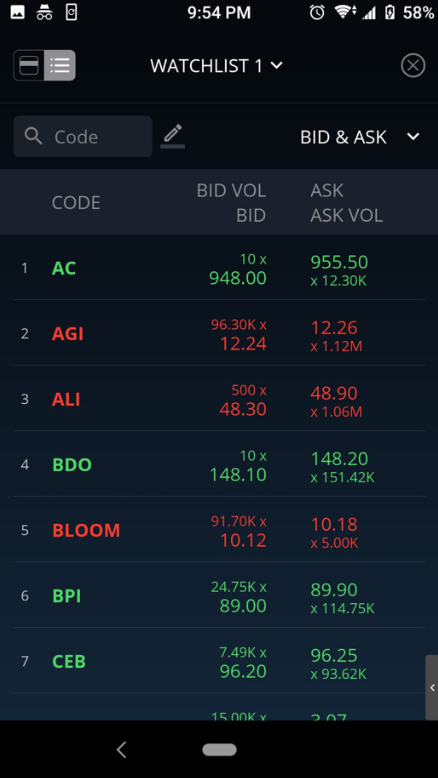 9:54 PM 58%
WATCHLIST 1
Code BID & ASK
CODE BID VOL ASK
BID ASK VOL
10 x 955.50
1 AC 948.00 x 12.30K
96.30K x 12.26
2 AGI 12.24 x 1.12M
500 x 48.90
3 ALI 48.30 x 1.06M
10 x 148.20
4 BDO 148.10 x 151.42K
91.70K x 10.18
5 BLOOM 10.12 x 5.00K
24.75K x 89.90
6 BPI 89.00 x 114.75K
7.49K x 96.25
7 CEB 96.20 x 93.62K
15.00K x 3.07